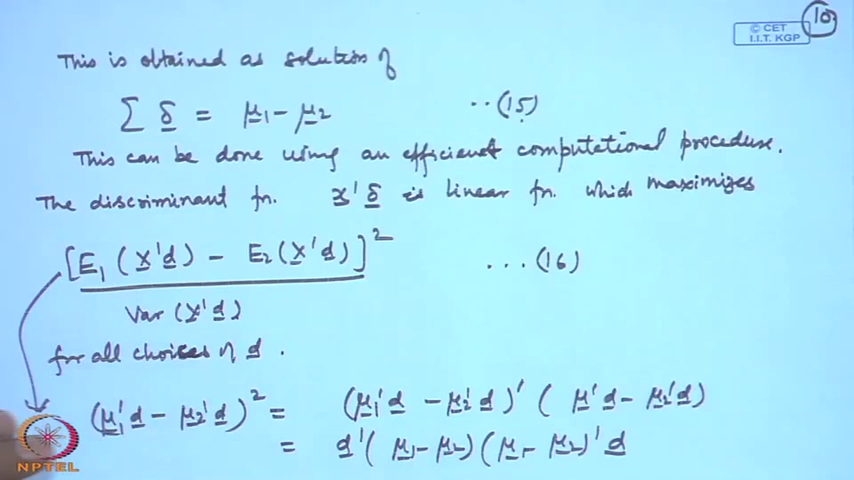 10
© CET
I.I.T. KGP
This is obtained as solution of
Σ δ = μ1 - μ2 ..(15)
This can be done using an efficient computational procedure.
The discriminant fn. x'δ is linear fn. which maximizes
[E1 (X'd) - E2 (X'd)]^2 ...(16)
Var (X'd)
for all choices of d.
(μ1'd - μ2'd)^2 = (μ1'd - μ2'd)' (μ'd - μ2'd)
= d' (μ1 - μ2) (μ1 - μ2)' d
NPTEL